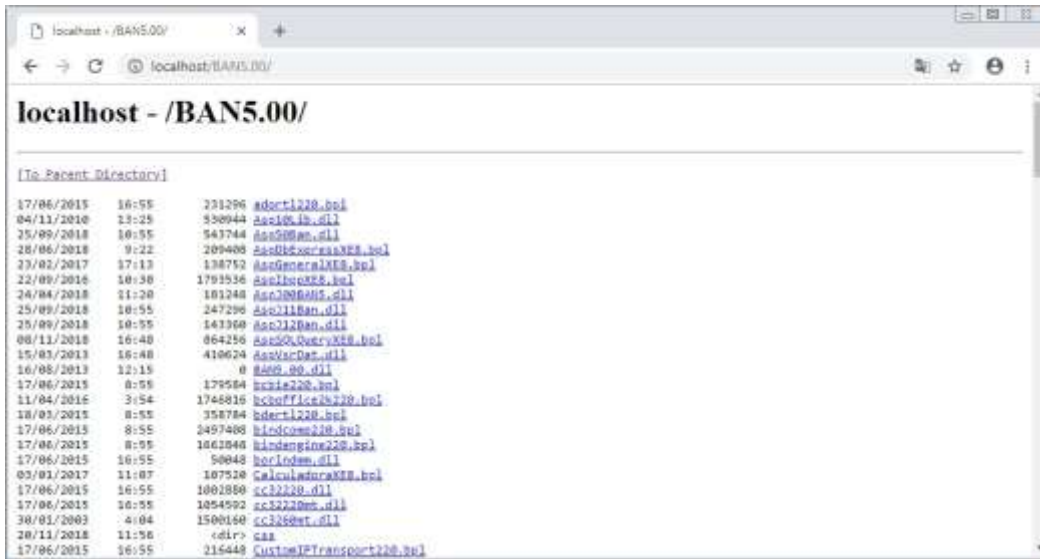 localhost - /BAN5.00/
localhost/BAN5.00/
localhost - /BAN5.00/
[To Parent Directory]
17/06/2015 16:55 231296 adortl220.bpl
04/11/2010 13:25 530944 Asp10Lib.dll
25/09/2018 10:55 543744 Asp50Ban.dll
28/06/2018 9:22 209408 AspDbExpressXE8.bpl
23/02/2017 17:13 138752 AspGeneralXE8.bpl
22/09/2016 10:30 1793536 AspIbopXE8.bpl
24/04/2018 11:20 181248 AspJ00BAN5.dll
25/09/2018 10:55 247296 AspJ11Ban.dll
25/09/2018 10:55 143360 AspJ12Ban.dll
08/11/2018 16:48 864256 AspSQLQueryXE8.bpl
15/03/2013 16:48 410624 AspVsrDat.dll
16/08/2013 12:15 0 BAN5.00.dll
17/06/2015 8:55 179584 bcbie220.bpl
11/04/2016 3:54 1746816 bcboffice2k220.bpl
18/03/2015 8:55 358784 bdertl220.bpl
17/06/2015 8:55 2497408 bindcomp220.bpl
17/06/2015 8:55 1662848 bindengine220.bpl
17/06/2015 16:55 50048 borlndmm.dll
03/01/2017 11:07 107520 CalculadoraXE8.bpl
17/06/2015 16:55 1002880 cc32220.dll
17/06/2015 16:55 1054592 cc32220mt.dll
30/01/2003 4:04 1500160 cc3260mt.dll
20/11/2018 11:56 <dir> css
17/06/2015 16:55 216448 CustomIPTransport220.bpl